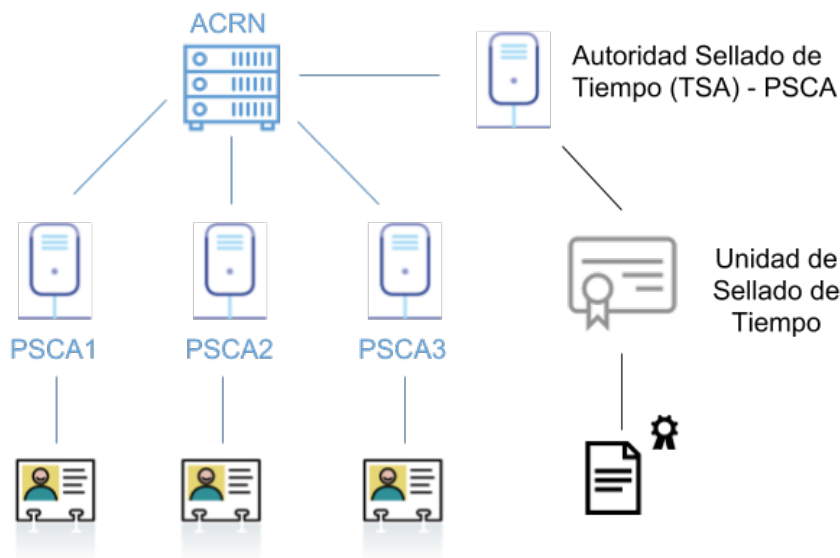 ACRN
Autoridad Sellado de
Tiempo (TSA) - PSCA
PSCA1
PSCA2
PSCA3
Unidad de
Sellado de
Tiempo